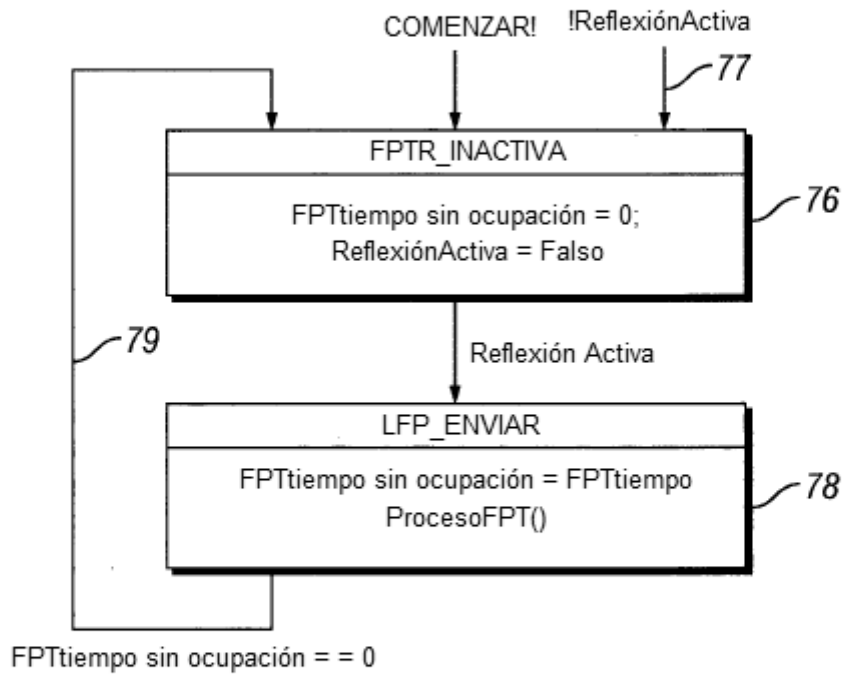 COMENZAR!
!ReflexiónActiva
77
FPTR_INACTIVA
FPTtiempo sin ocupación = 0;
ReflexiónActiva = Falso
76
79
Reflexión Activa
LFP_ENVIAR
FPTtiempo sin ocupación = FPTtiempo
ProcesoFPT()
78
FPTtiempo sin ocupación = = 0